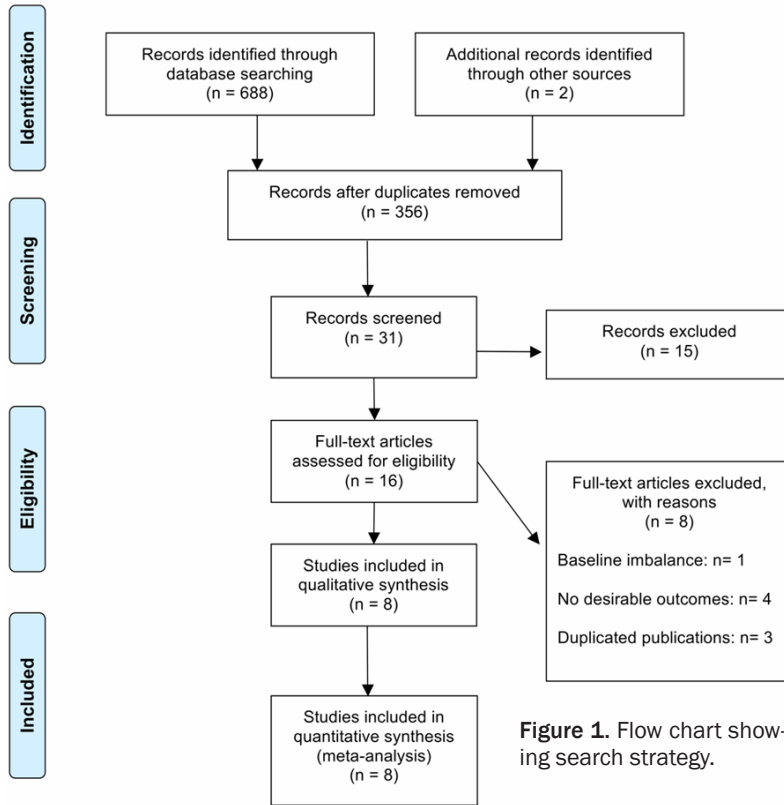 Identification
Records identified through
database searching
(n = 688)
Additional records identified
through other sources
(n = 2)
Records after duplicates removed
(n = 356)
Screening
Records screened
(n = 31)
Records excluded
(n = 15)
Eligibility
Full-text articles
assessed for eligibility
(n = 16)
Full-text articles excluded,
with reasons
(n = 8)
Baseline imbalance: n= 1
No desirable outcomes: n= 4
Duplicated publications: n= 3
Studies included in
qualitative synthesis
(n = 8)
Included
Studies included in
quantitative synthesis
(meta-analysis)
(n = 8)
Figure 1. Flow chart show-
ing search strategy.